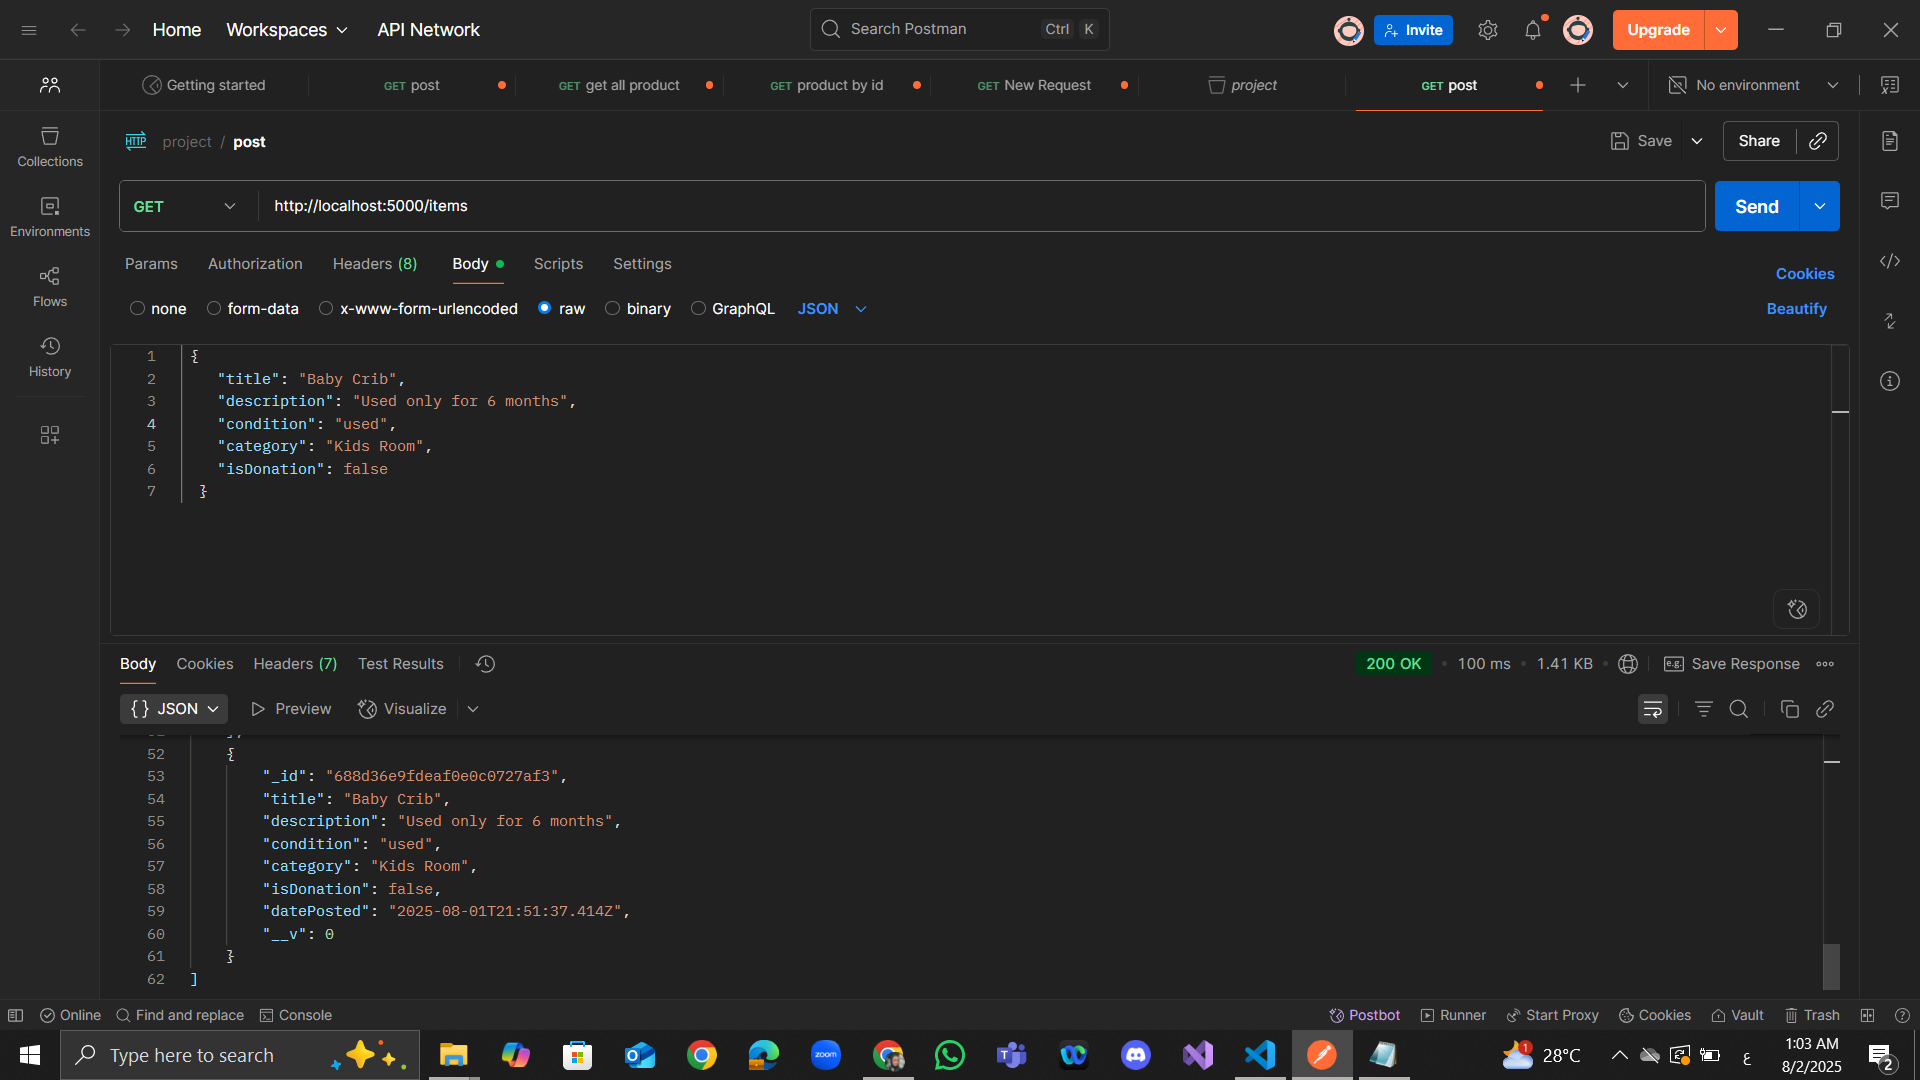 Home Workspaces API Network Search Postman Ctrl K Invite Upgrade
Getting started GET post GET get all product GET product by id GET New Request project GET post No environment
HTTP project / post Save Share
Collections
Environments
Flows
History
GET http://localhost:5000/items Send
Params Authorization Headers (8) Body Scripts Settings Cookies
none form-data x-www-form-urlencoded raw binary GraphQL JSON Beautify
1 {
2 "title": "Baby Crib",
3 "description": "Used only for 6 months",
4 "condition": "used",
5 "category": "Kids Room",
6 "isDonation": false
7 }
Body Cookies Headers (7) Test Results 200 OK • 100 ms • 1.41 KB • e.g. Save Response
{} JSON Preview Visualize
52 {
53 "_id": "688d36e9fdeaf0e0c0727af3",
54 "title": "Baby Crib",
55 "description": "Used only for 6 months",
56 "condition": "used",
57 "category": "Kids Room",
58 "isDonation": false,
59 "datePosted": "2025-08-01T21:51:37.414Z",
60 "__v": 0
61 }
62 ]
Online Find and replace Console Postbot Runner Start Proxy Cookies Vault Trash
Type here to search zoom 1 28°C ع 1:03 AM
8/2/2025 2